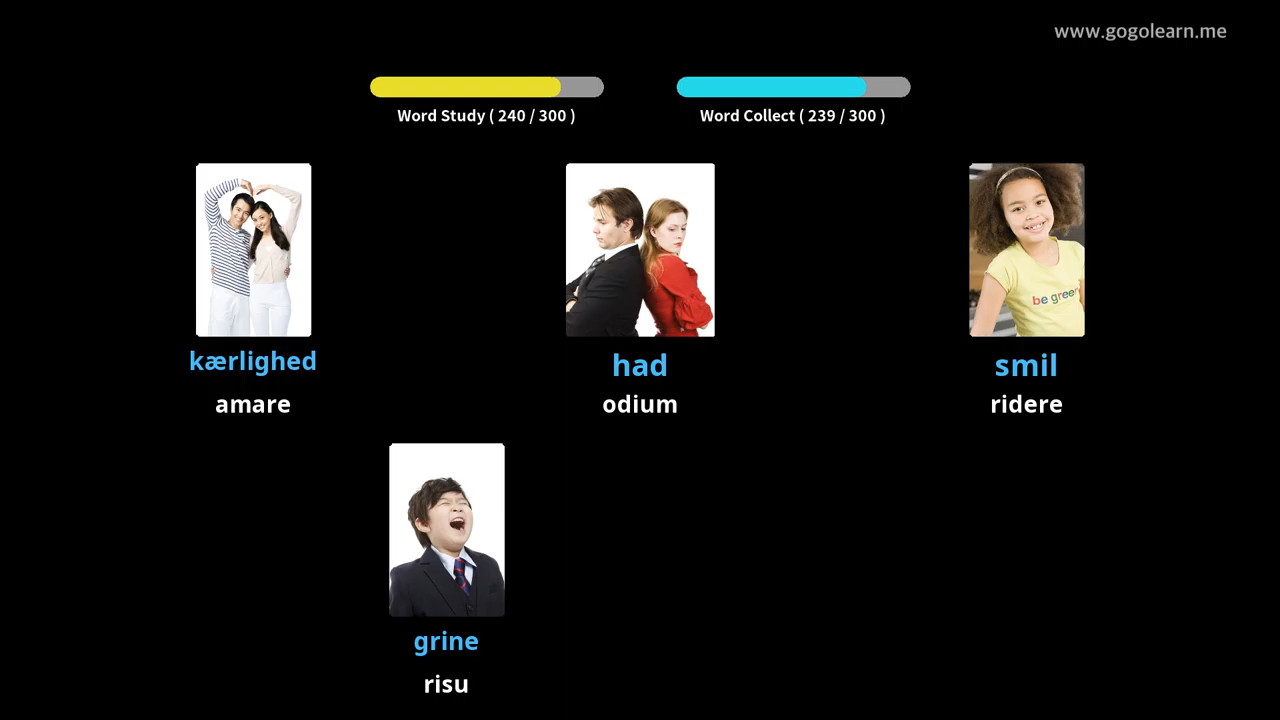 www.gogolearn.me
Word Study ( 240 / 300 )
Word Collect ( 239 / 300 )
be green
kærlighed
had
smil
amare
odium
ridere
grine
risu